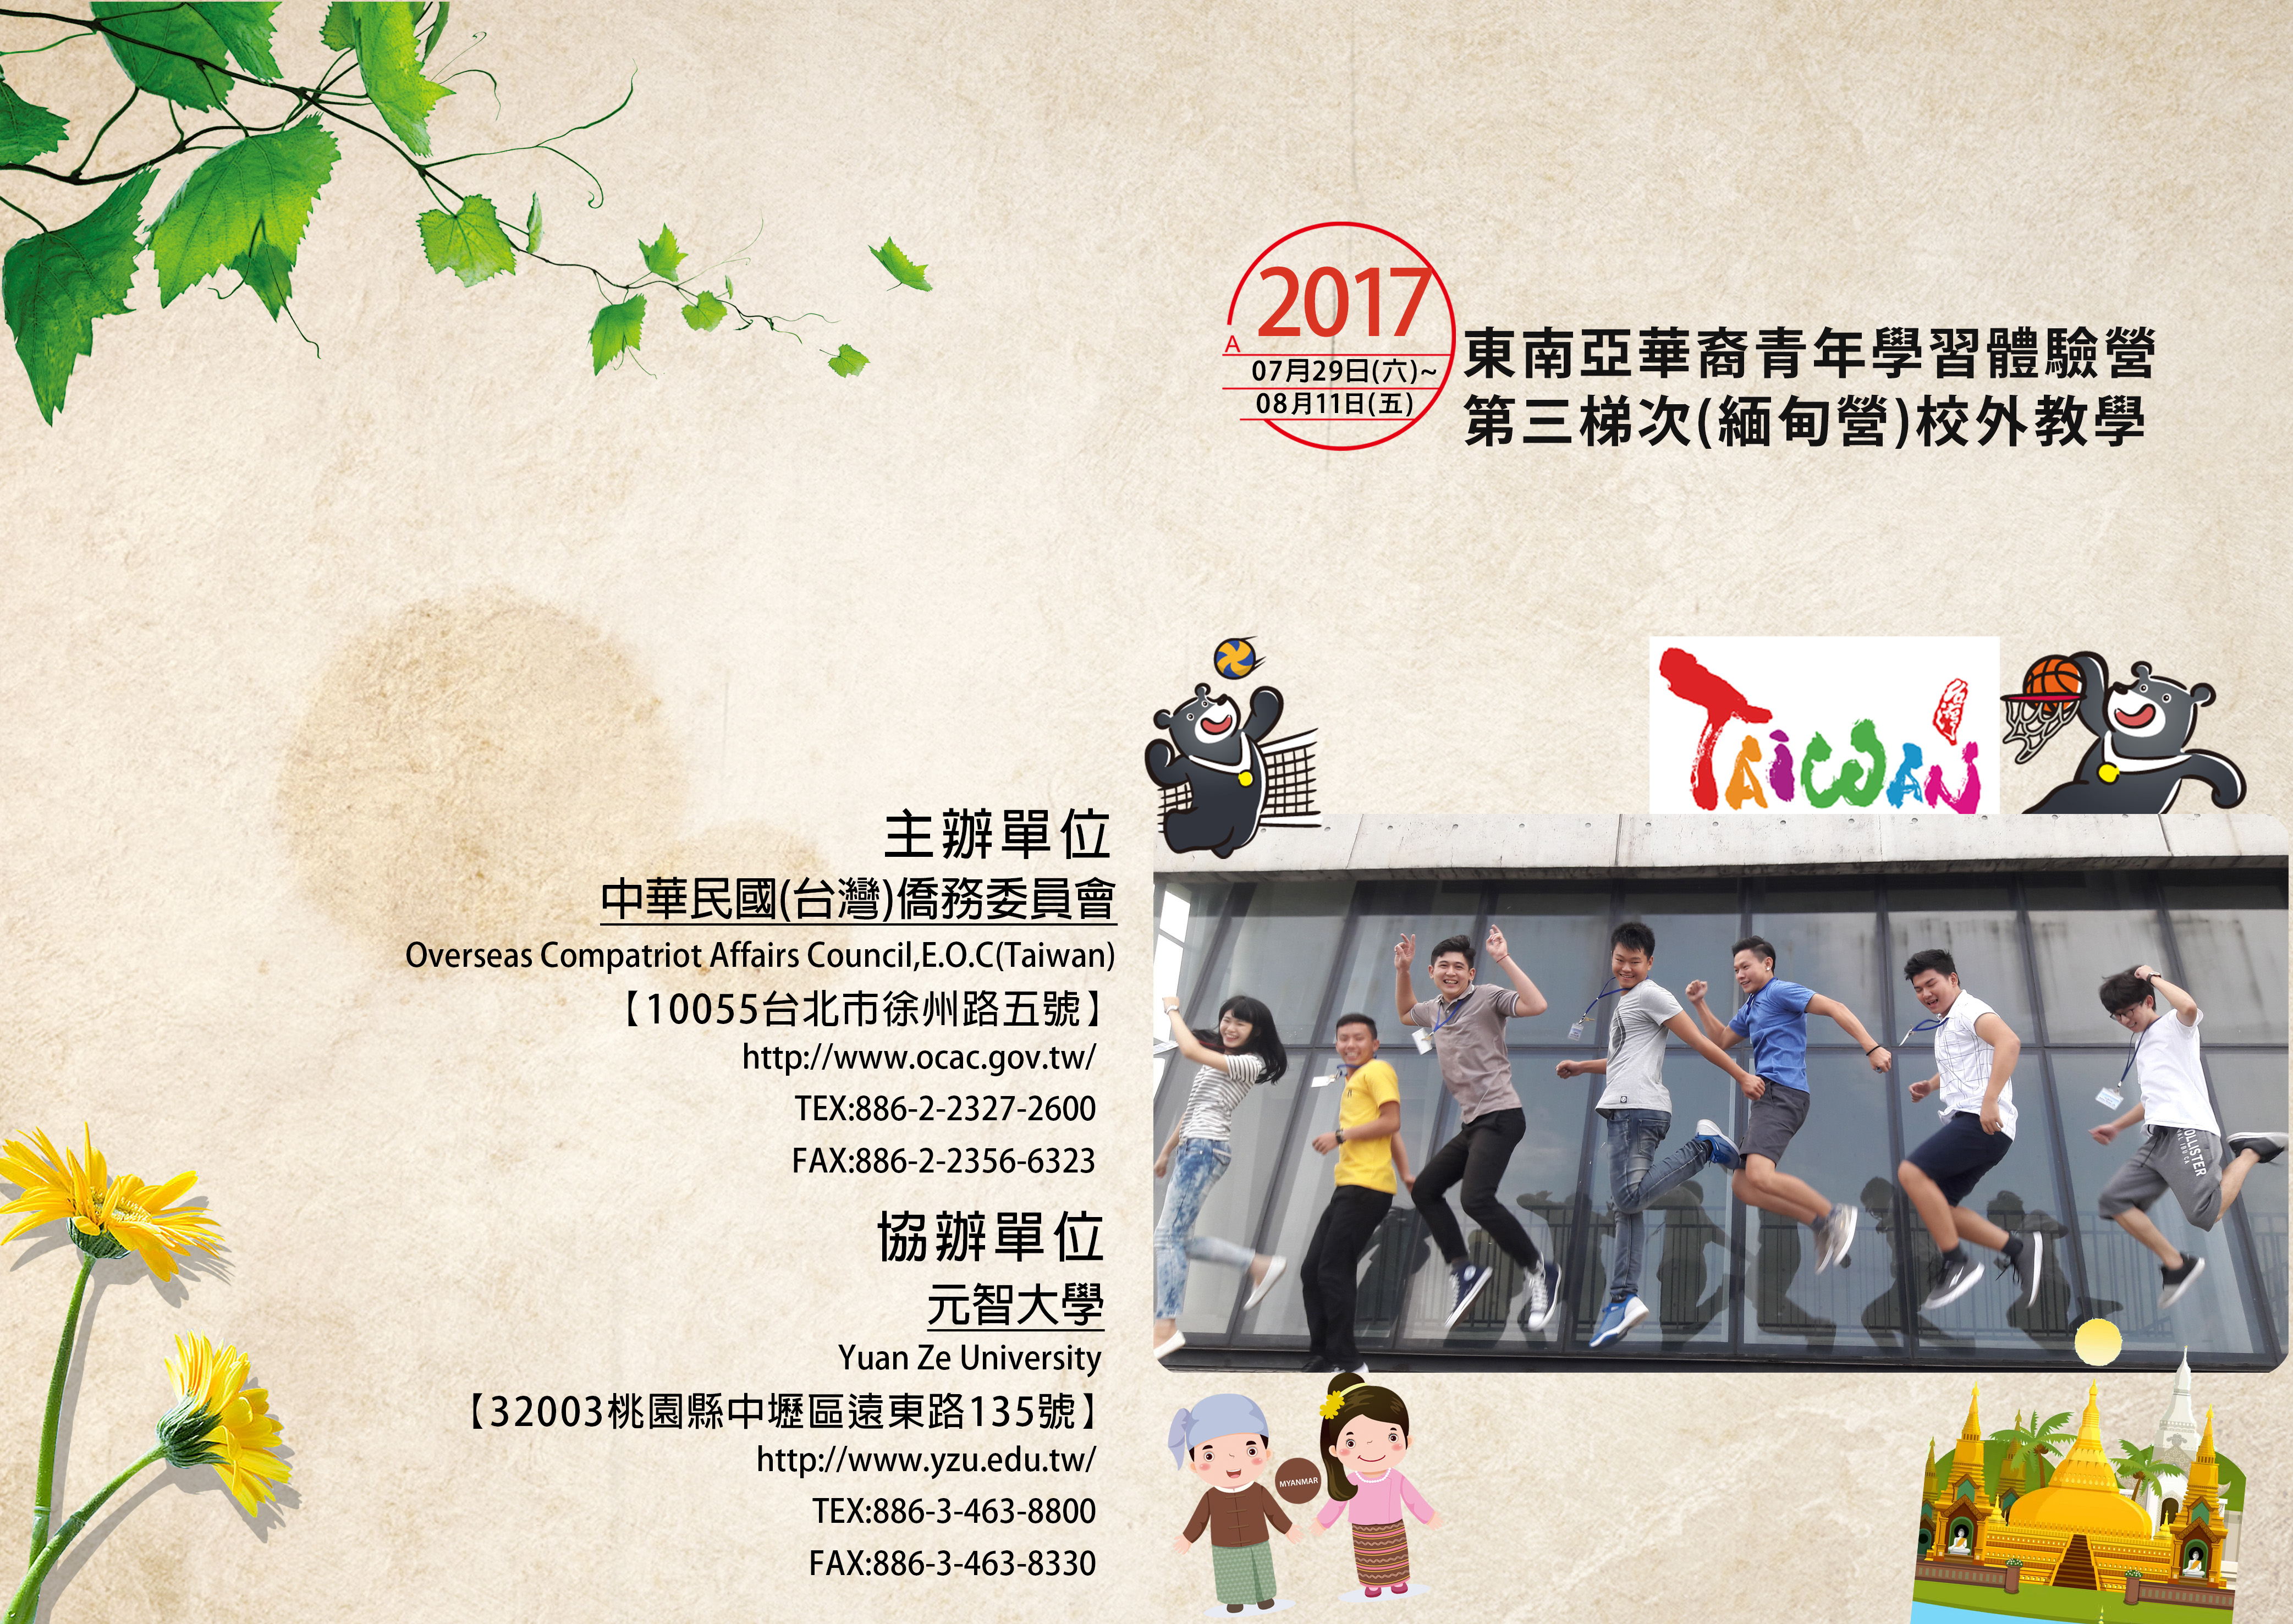 A
2017
07月29日(六)~
08月11日(五)
東南亞華裔青年學習體驗營
第三梯次(緬甸營)校外教學
TAIWAN
台灣
主辦單位
中華民國(台灣)僑務委員會
Overseas Compatriot Affairs Council,E.O.C(Taiwan)
【10055台北市徐州路五號】
http://www.ocac.gov.tw/
TEX:886-2-2327-2600
FAX:886-2-2356-6323
協辦單位
元智大學
Yuan Ze University
【32003桃園縣中壢區遠東路135號】
http://www.yzu.edu.tw/
TEX:886-3-463-8800
FAX:886-3-463-8330
MYANMAR